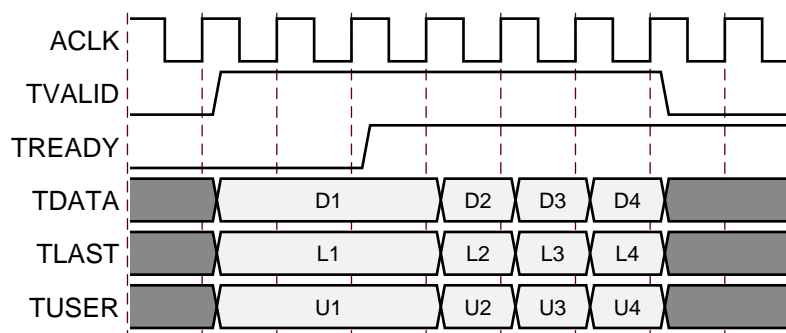 ACLK
TVALID
TREADY
TDATA D1 D2 D3 D4
TLAST L1 L2 L3 L4
TUSER U1 U2 U3 U4